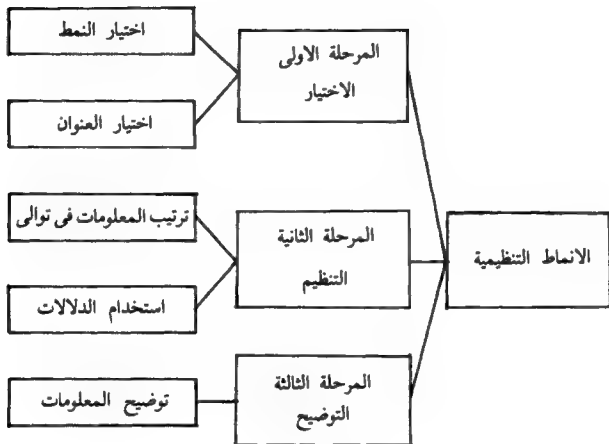 الانماط التنظيمية
المرحلة الاولى
الاختيار
اختيار النمط
اختيار العنوان
المرحلة الثانية
التنظيم
ترتيب المعلومات فى توالى
استخدام الدلالات
المرحلة الثالثة
التوضيح
توضيح المعلومات